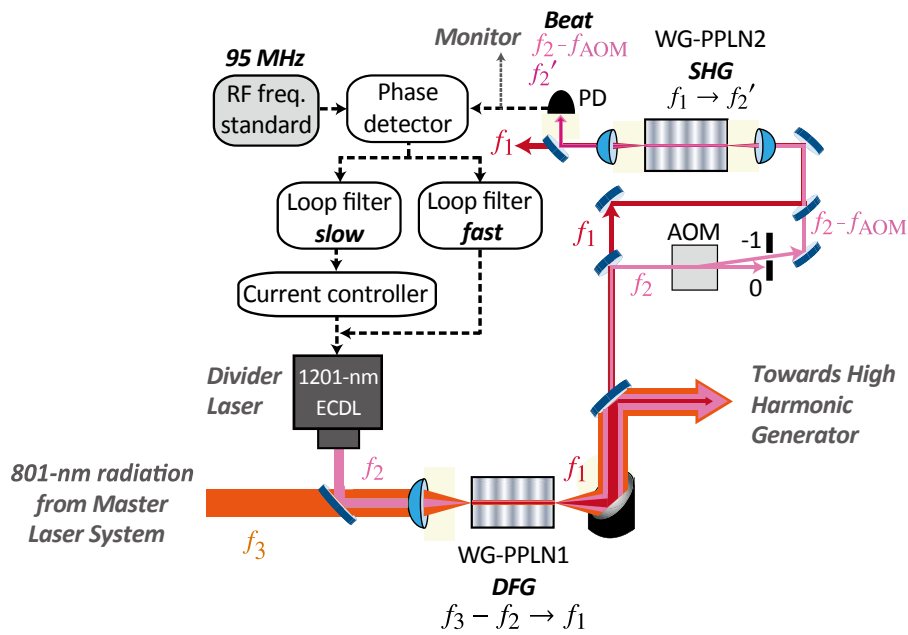 Beat
f₂ – f_AOM
f₂′
Monitor
95 MHz
RF freq.
standard
Phase
detector
PD
WG-PPLN2
SHG
f₁ → f₂′
f₁
Loop filter
slow
Loop filter
fast
f₁
AOM
-1
0
f₂ – f_AOM
f₂
Current controller
Divider
Laser
1201-nm
ECDL
Towards High
Harmonic
Generator
f₂
f₁
801-nm radiation
from Master
Laser System
f₃
WG-PPLN1
DFG
f₃ – f₂ → f₁